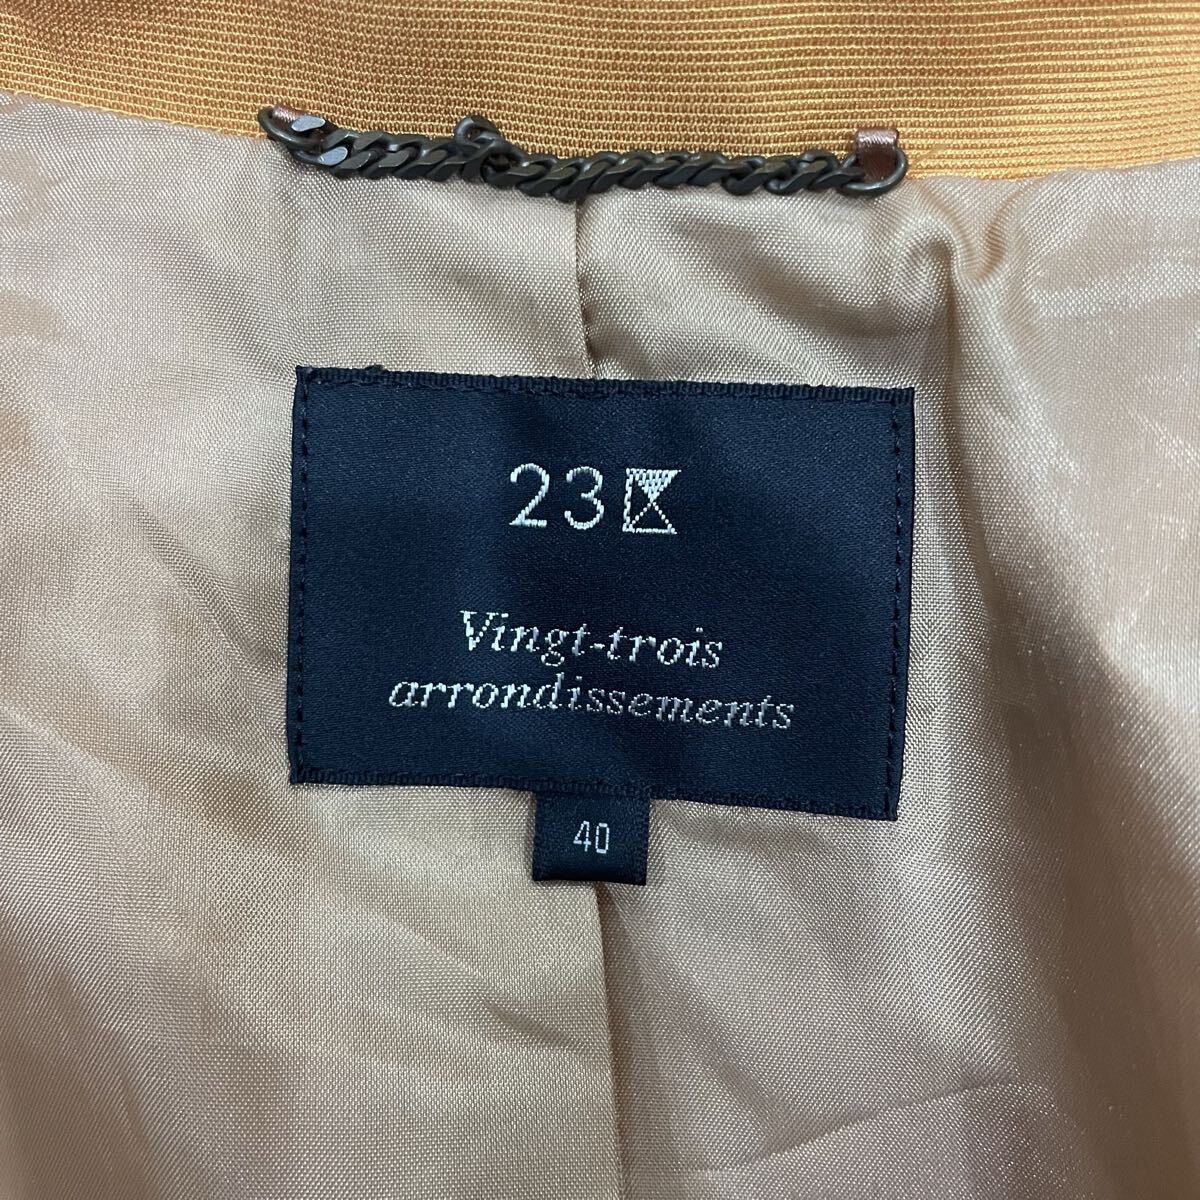 23区
Vingt-trois
arrondissements
40